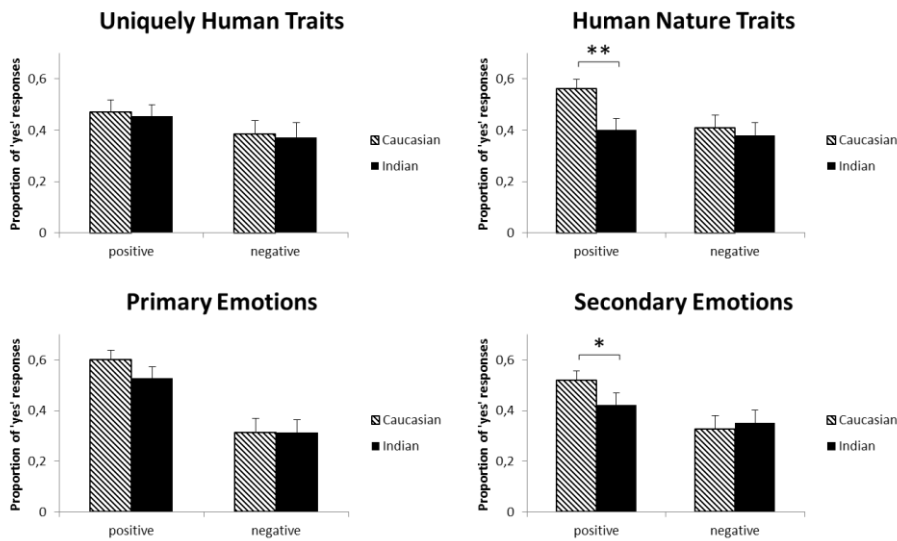 Uniquely Human Traits
Proportion of 'yes' responses
0,6
0,4
0,2
0
positive
negative
Caucasian
Indian
Human Nature Traits
**
Proportion of 'yes' responses
0,6
0,4
0,2
0
positive
negative
Caucasian
Indian
Primary Emotions
Proportion of 'yes' responses
0,6
0,4
0,2
0
positive
negative
Caucasian
Indian
Secondary Emotions
*
Proportion of 'yes' responses
0,6
0,4
0,2
0
positive
negative
Caucasian
Indian